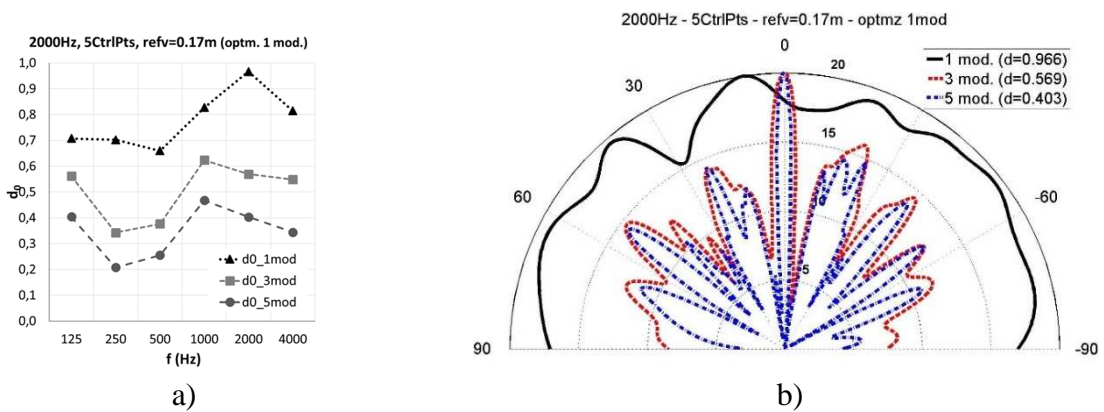 2000Hz, 5CtrlPts, refv=0.17m (optm. 1 mod.)
1,0
0,9
0,8
0,7
0,6
0,5
0,4
0,3
0,2
0,1
0,0
d0
125 250 500 1000 2000 4000
f (Hz)
d0_1mod
d0_3mod
d0_5mod
a)
2000Hz - 5CtrlPts - refv=0.17m - optmz 1mod
0
20
1 mod. (d=0.966)
3 mod. (d=0.569)
5 mod. (d=0.403)
30
15
60
-60
10
5
90
-90
b)